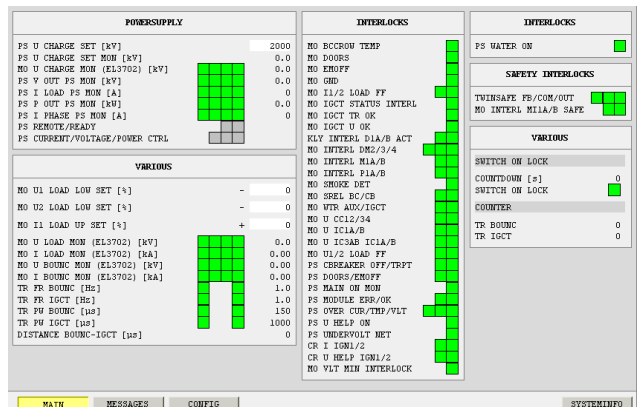 POWERSUPPLY
PS U CHARGE SET [kV] 2000
PS U CHARGE SET MON [kV] 0.0
MO U CHARGE MON (EL3702) [kV] 0.0
PS V OUT PS MON [kV] 0.0
PS I LOAD PS MON [A] 0
PS P OUT PS MON [kW] 0.0
PS I PHASE PS MON [A] 0
PS REMOTE/READY
PS CURRENT/VOLTAGE/POWER CTRL
VARIOUS
MO U1 LOAD LOW SET [%] - 0
MO U2 LOAD LOW SET [%] - 0
MO I1 LOAD UP SET [%] + 0
MO U LOAD MON (EL3702) [kV] 0.0
MO I LOAD MON (EL3702) [kA] 0.00
MO U BOUNC MON (EL3702) [kV] 0.00
MO I BOUNC MON (EL3702) [kA] 0.00
TR FR BOUNC [Hz] 1.0
TR FR IGCT [Hz] 1.0
TR PW BOUNC [µs] 150
TR PW IGCT [µs] 1000
DISTANCE BOUNC-IGCT [µs] 0
INTERLOCKS
MO BCCROW TEMP
MO DOORS
MO EMOFF
MO GND
MO I1/2 LOAD FF
MO IGCT STATUS INTERL
MO IGCT TR OK
MO IGCT U OK
KLY INTERL D1A/B ACT
MO INTERL DM2/3/4
MO INTERL M1A/B
MO INTERL P1A/B
MO SMOKE DET
MO SREL BC/CB
MO WTR AUX/IGCT
MO U CC12/34
MO U IC1A/B
MO U IC3AB IC1A/B
MO U1/2 LOAD FF
PS CBREAKER OFF/TRPT
PS DOORS/EMOFF
PS MAIN ON MON
PS MODULE ERR/OK
PS OVER CUR/TMP/VLT
PS U HELP ON
PS UNDERVOLT NET
CR I IGN1/2
CR U HELP IGN1/2
MO VLT MIN INTERLOCK
INTERLOCKS
PS WATER ON
SAFETY INTERLOCKS
TWINSAFE FB/COM/OUT
MO INTERL MI1A/B SAFE
VARIOUS
SWITCH ON LOCK
COUNTDOWN [s] 0
SWITCH ON LOCK
COUNTER
TR BOUNC 0
TR IGCT 0
MAIN MESSAGES CONFIG SYSTEMINFO